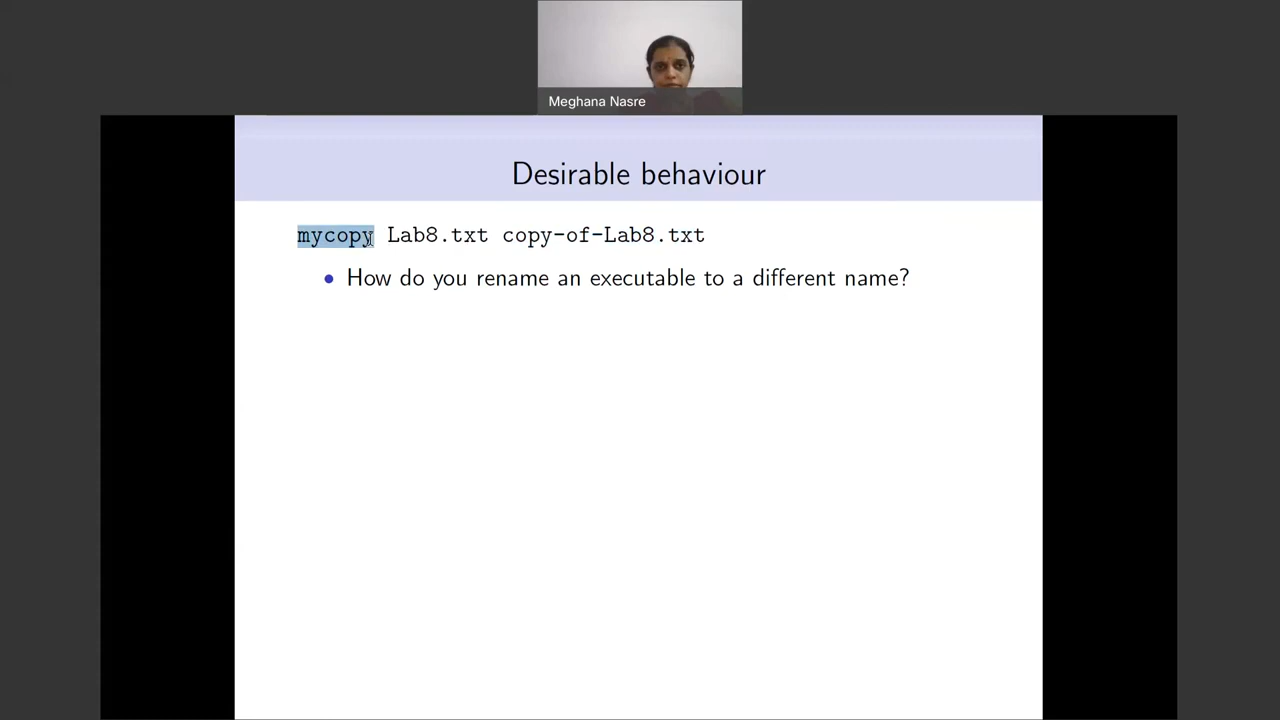 Meghana Nasre
Desirable behaviour
mycopy Lab8.txt copy-of-Lab8.txt
• How do you rename an executable to a different name?